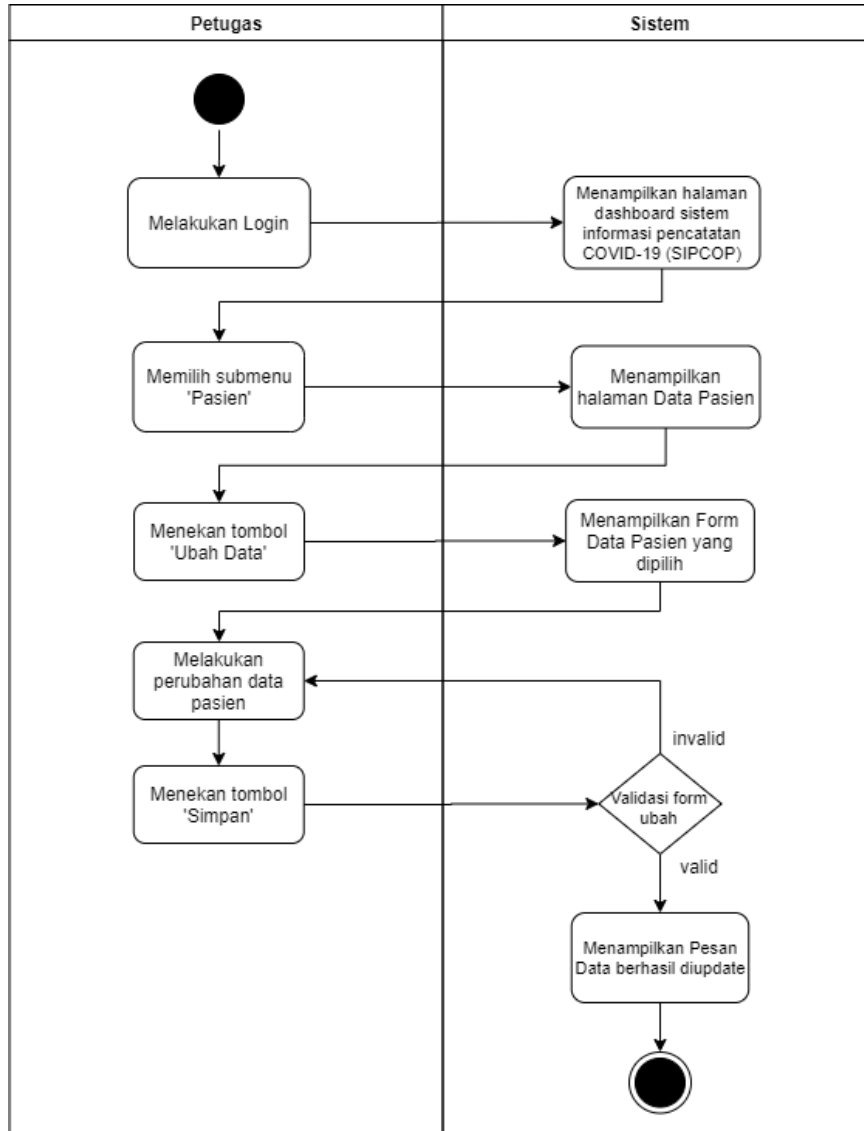 Petugas
Sistem
Melakukan Login
Menampilkan halaman
dashboard sistem
informasi pencatatan
COVID-19 (SIPCOP)
Memilih submenu
'Pasien'
Menampilkan
halaman Data Pasien
Menekan tombol
'Ubah Data'
Menampilkan Form
Data Pasien yang
dipilih
Melakukan
perubahan data
pasien
invalid
Menekan tombol
'Simpan'
Validasi form
ubah
valid
Menampilkan Pesan
Data berhasil diupdate